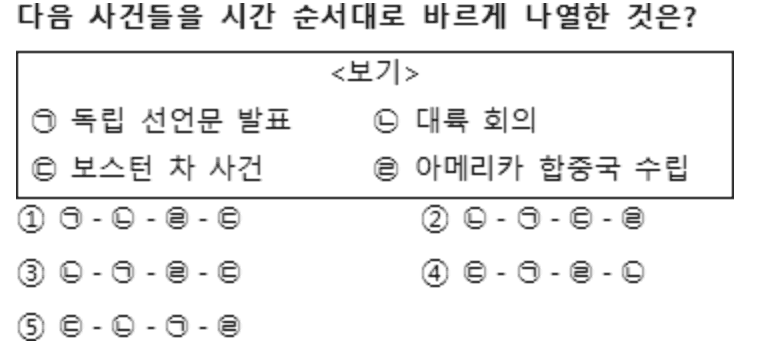 다음 사건들을 시간 순서대로 바르게 나열한 것은?
<보기>
㉠ 독립 선언문 발표 ㉡ 대륙 회의
㉢ 보스턴 차 사건 ㉣ 아메리카 합중국 수립
① ㉠ - ㉡ - ㉣ - ㉢ ② ㉡ - ㉠ - ㉢ - ㉣
③ ㉡ - ㉠ - ㉣ - ㉢ ④ ㉢ - ㉠ - ㉣ - ㉡
⑤ ㉢ - ㉡ - ㉠ - ㉣